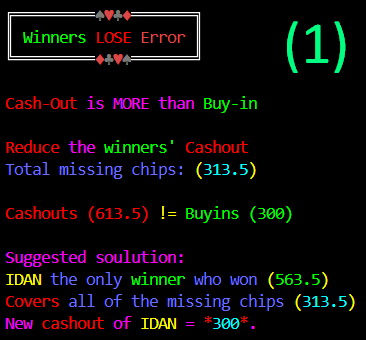 ♠♣♥♦
Winners LOSE Error
♦♣♥♠
(1)
Cash-Out is MORE than Buy-in
Reduce the winners' Cashout
Total missing chips: (313.5)
Cashouts (613.5) != Buyins (300)
Suggested soulution:
IDAN the only winner who won (563.5)
Covers all of the missing chips (313.5)
New cashout of IDAN = *300*.